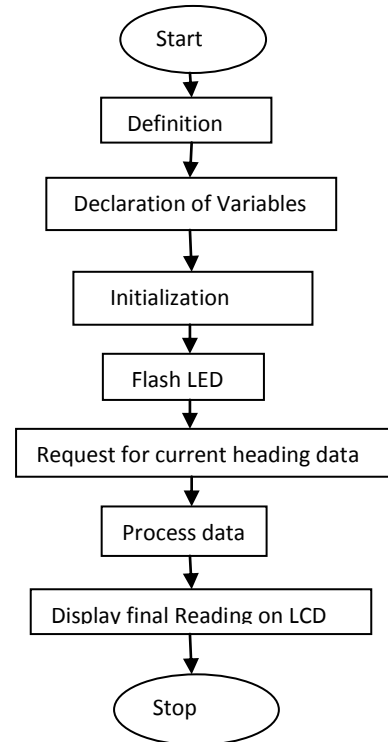 Start
Definition
Declaration of Variables
Initialization
Flash LED
Request for current heading data
Process data
Display final Reading on LCD
Stop